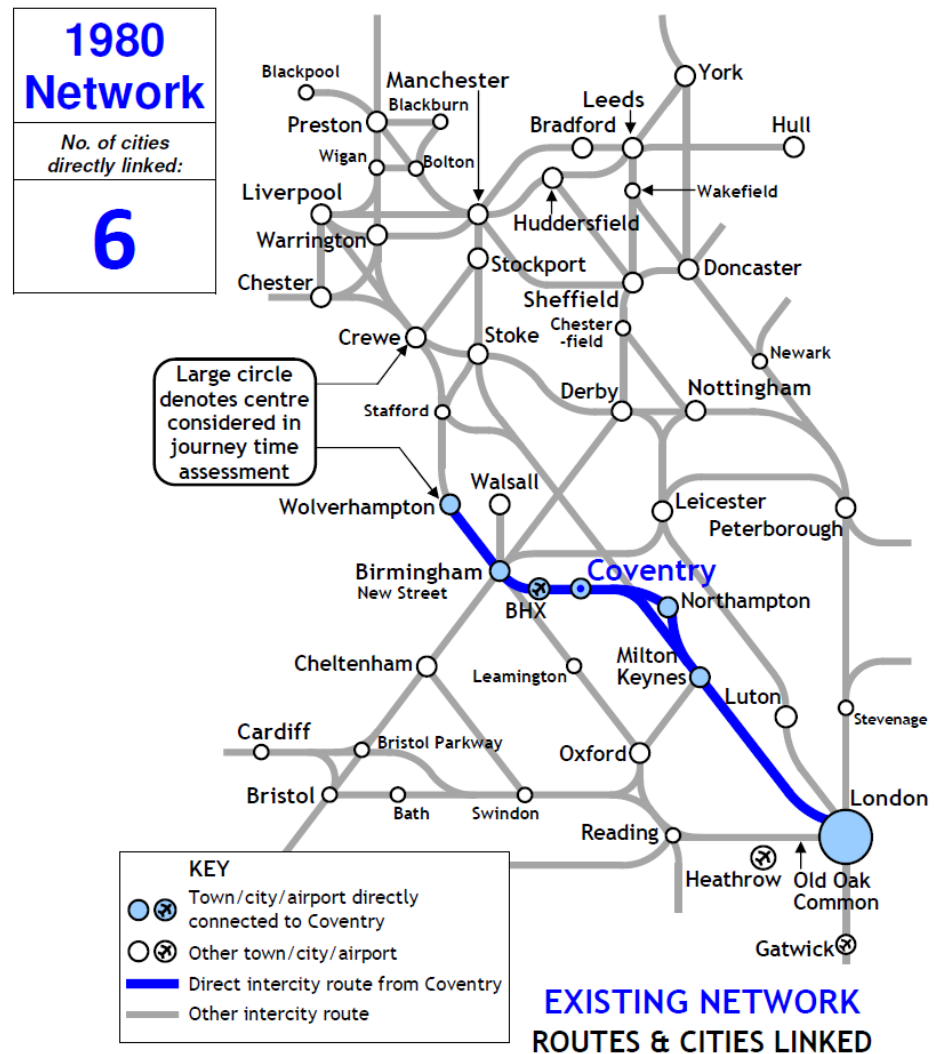 1980
Network
No. of cities
directly linked:
6
Blackpool
Manchester
York
Blackburn
Leeds
Preston
Bradford
Hull
Wigan
Bolton
Liverpool
Wakefield
Huddersfield
Warrington
Stockport
Doncaster
Chester
Sheffield
Chester
-field
Crewe
Stoke
Newark
Large circle
denotes centre
considered in
journey time
assessment
Derby
Nottingham
Stafford
Walsall
Wolverhampton
Leicester
Peterborough
Birmingham
New Street
Coventry
BHX
Northampton
Cheltenham
Leamington
Milton
Keynes
Luton
Stevenage
Cardiff
Bristol Parkway
Oxford
Bristol
Bath
Swindon
London
Reading
Heathrow
Old Oak
Common
Gatwick
KEY
Town/city/airport directly
connected to Coventry
Other town/city/airport
Direct intercity route from Coventry
Other intercity route
EXISTING NETWORK
ROUTES & CITIES LINKED